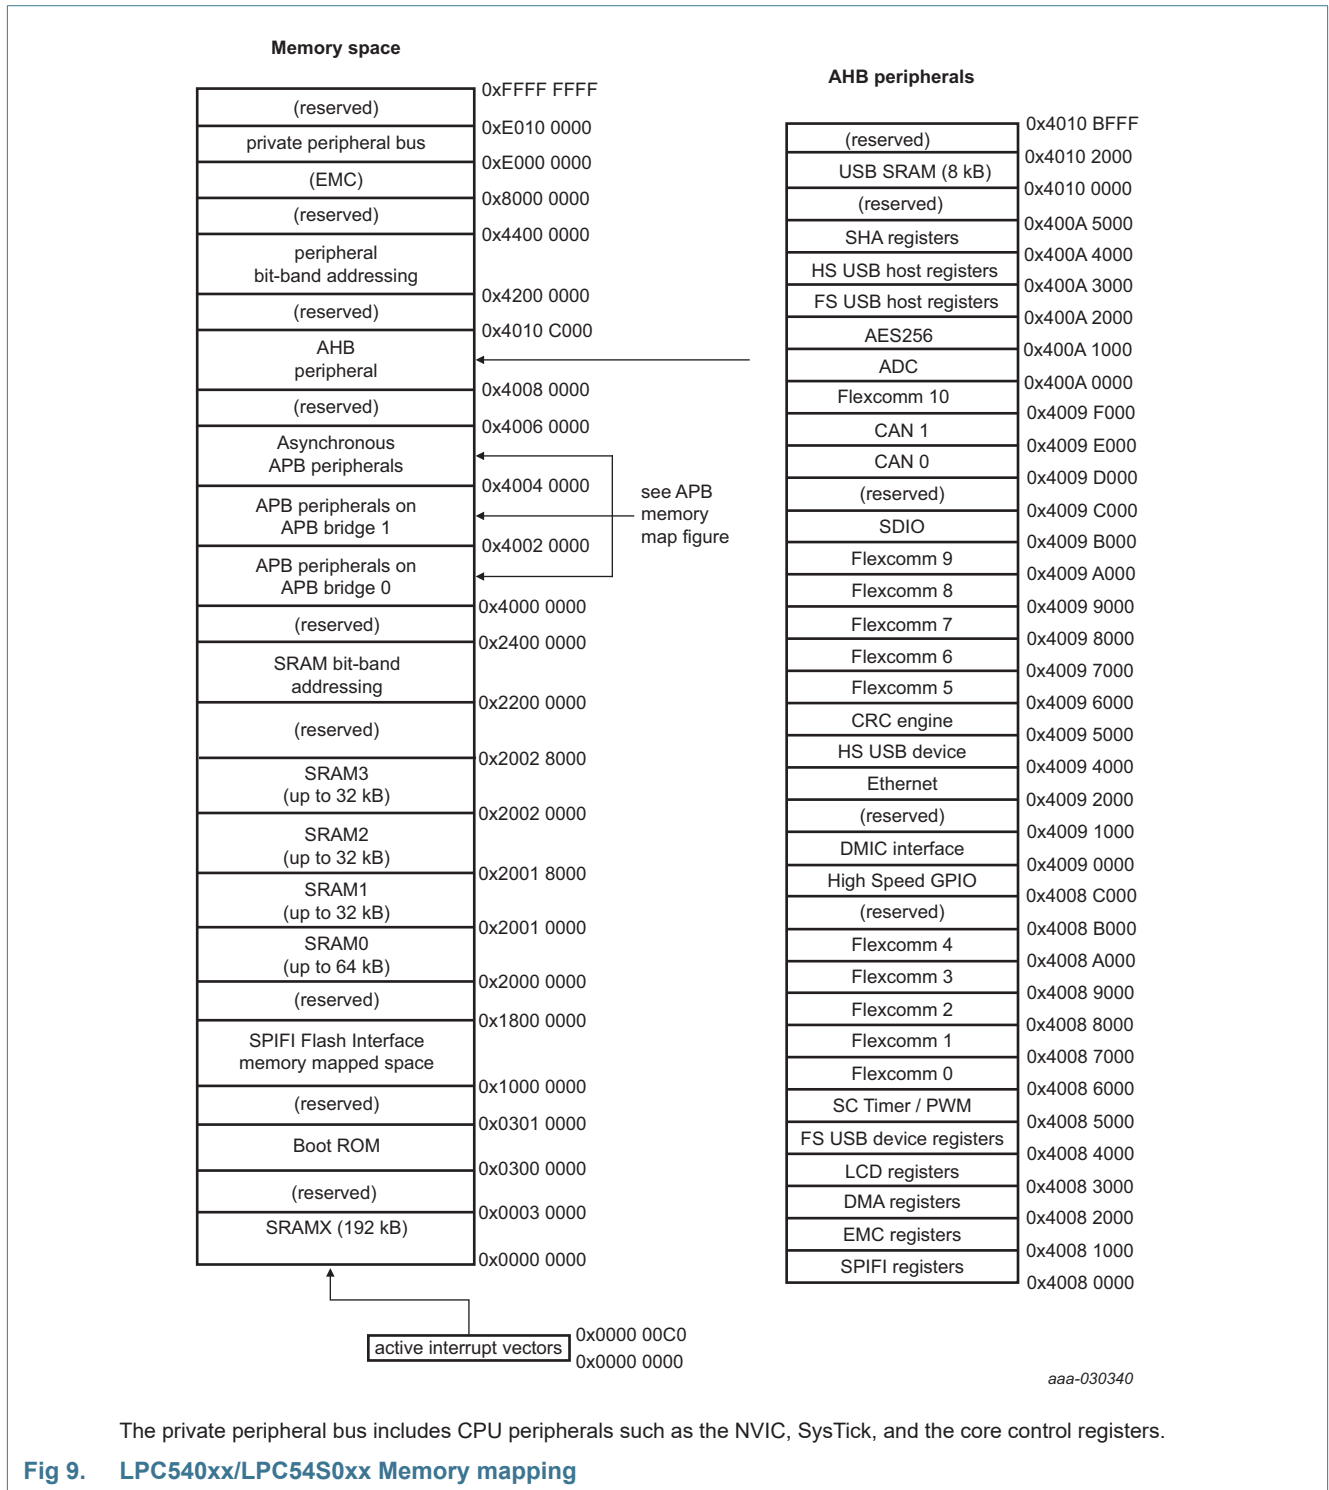 Memory space
0xFFFF FFFF
(reserved)
0xE010 0000
private peripheral bus
0xE000 0000
(EMC)
0x8000 0000
(reserved)
0x4400 0000
peripheral
bit-band addressing
0x4200 0000
(reserved)
0x4010 C000
AHB
peripheral
0x4008 0000
(reserved)
0x4006 0000
Asynchronous
APB peripherals
0x4004 0000
APB peripherals on
APB bridge 1
0x4002 0000
APB peripherals on
APB bridge 0
0x4000 0000
(reserved)
0x2400 0000
SRAM bit-band
addressing
0x2200 0000
(reserved)
0x2002 8000
SRAM3
(up to 32 kB)
0x2002 0000
SRAM2
(up to 32 kB)
0x2001 8000
SRAM1
(up to 32 kB)
0x2001 0000
SRAM0
(up to 64 kB)
0x2000 0000
(reserved)
0x1800 0000
SPIFI Flash Interface
memory mapped space
0x1000 0000
(reserved)
0x0301 0000
Boot ROM
0x0300 0000
(reserved)
0x0003 0000
SRAMX (192 kB)
0x0000 0000
active interrupt vectors
0x0000 00C0
0x0000 0000
see APB
memory
map figure
AHB peripherals
0x4010 BFFF
(reserved)
0x4010 2000
USB SRAM (8 kB)
0x4010 0000
(reserved)
0x400A 5000
SHA registers
0x400A 4000
HS USB host registers
0x400A 3000
FS USB host registers
0x400A 2000
AES256
0x400A 1000
ADC
0x400A 0000
Flexcomm 10
0x4009 F000
CAN 1
0x4009 E000
CAN 0
0x4009 D000
(reserved)
0x4009 C000
SDIO
0x4009 B000
Flexcomm 9
0x4009 A000
Flexcomm 8
0x4009 9000
Flexcomm 7
0x4009 8000
Flexcomm 6
0x4009 7000
Flexcomm 5
0x4009 6000
CRC engine
0x4009 5000
HS USB device
0x4009 4000
Ethernet
0x4009 2000
(reserved)
0x4009 1000
DMIC interface
0x4009 0000
High Speed GPIO
0x4008 C000
(reserved)
0x4008 B000
Flexcomm 4
0x4008 A000
Flexcomm 3
0x4008 9000
Flexcomm 2
0x4008 8000
Flexcomm 1
0x4008 7000
Flexcomm 0
0x4008 6000
SC Timer / PWM
0x4008 5000
FS USB device registers
0x4008 4000
LCD registers
0x4008 3000
DMA registers
0x4008 2000
EMC registers
0x4008 1000
SPIFI registers
0x4008 0000
aaa-030340
The private peripheral bus includes CPU peripherals such as the NVIC, SysTick, and the core control registers.
Fig 9. LPC540xx/LPC54S0xx Memory mapping